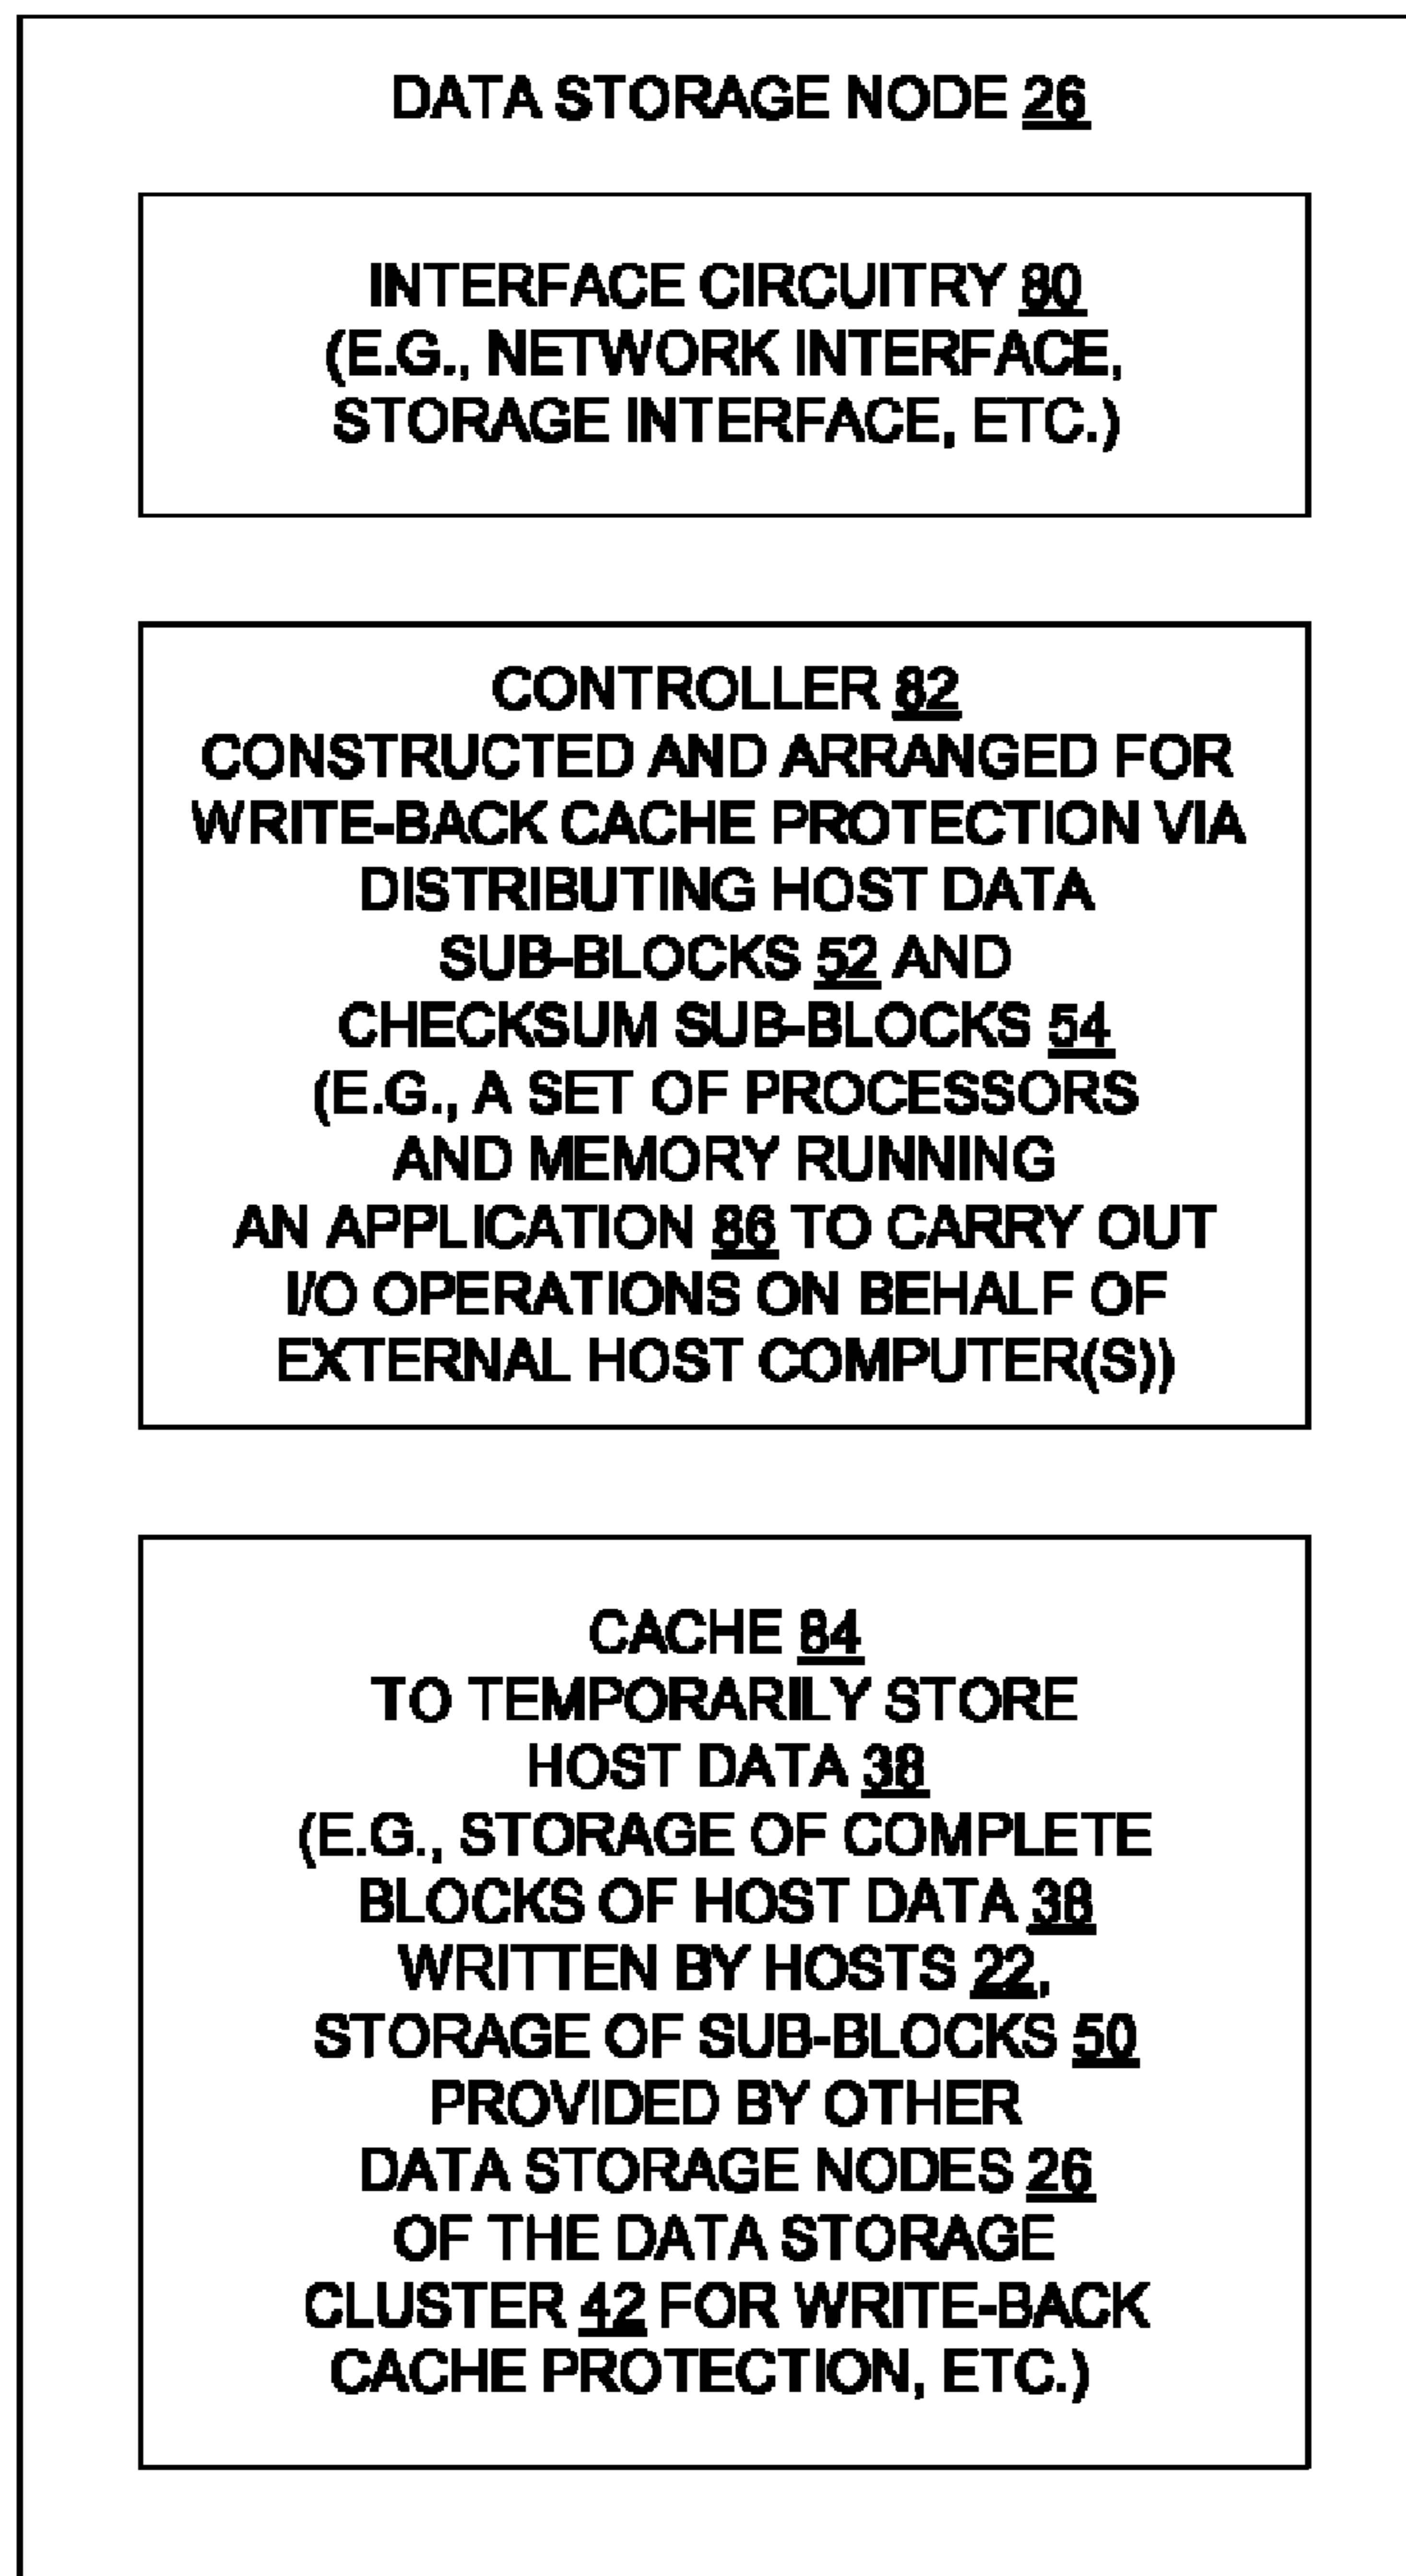 DATA STORAGE NODE 26
INTERFACE CIRCUITRY 80
(E.G., NETWORK INTERFACE,
STORAGE INTERFACE, ETC.)
CONTROLLER 82
CONSTRUCTED AND ARRANGED FOR
WRITE-BACK CACHE PROTECTION VIA
DISTRIBUTING HOST DATA
SUB-BLOCKS 52 AND
CHECKSUM SUB-BLOCKS 54
(E.G., A SET OF PROCESSORS
AND MEMORY RUNNING
AN APPLICATION 86 TO CARRY OUT
I/O OPERATIONS ON BEHALF OF
EXTERNAL HOST COMPUTER(S))
CACHE 84
TO TEMPORARILY STORE
HOST DATA 38
(E.G., STORAGE OF COMPLETE
BLOCKS OF HOST DATA 38
WRITTEN BY HOSTS 22,
STORAGE OF SUB-BLOCKS 50
PROVIDED BY OTHER
DATA STORAGE NODES 26
OF THE DATA STORAGE
CLUSTER 42 FOR WRITE-BACK
CACHE PROTECTION, ETC.)